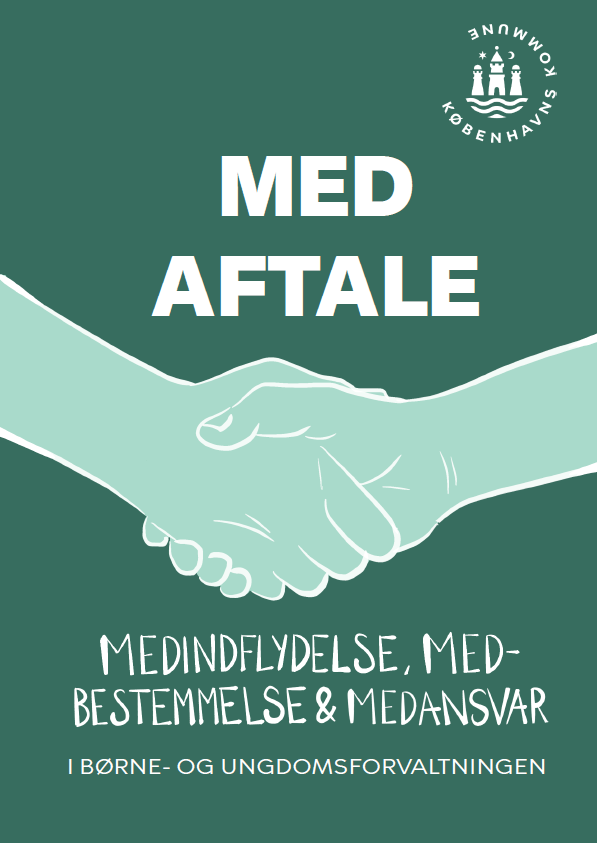 KØBENHAVNS KOMMUNE
MED
AFTALE
MEDINDFLYDELSE, MED-
BESTEMMELSE & MEDANSVAR
I BØRNE- OG UNGDOMSFORVALTNINGEN